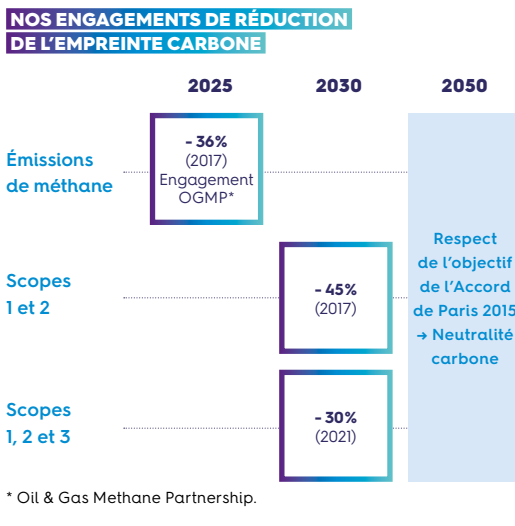 NOS ENGAGEMENTS DE RÉDUCTION
DE L'EMPREINTE CARBONE
2025 2030 2050
Émissions
de méthane
- 36%
(2017)
Engagement
OGMP*
Scopes
1 et 2
- 45%
(2017)
Scopes
1, 2 et 3
- 30%
(2021)
Respect
de l'objectif
de l'Accord
de Paris 2015
→ Neutralité
carbone
* Oil & Gas Methane Partnership.